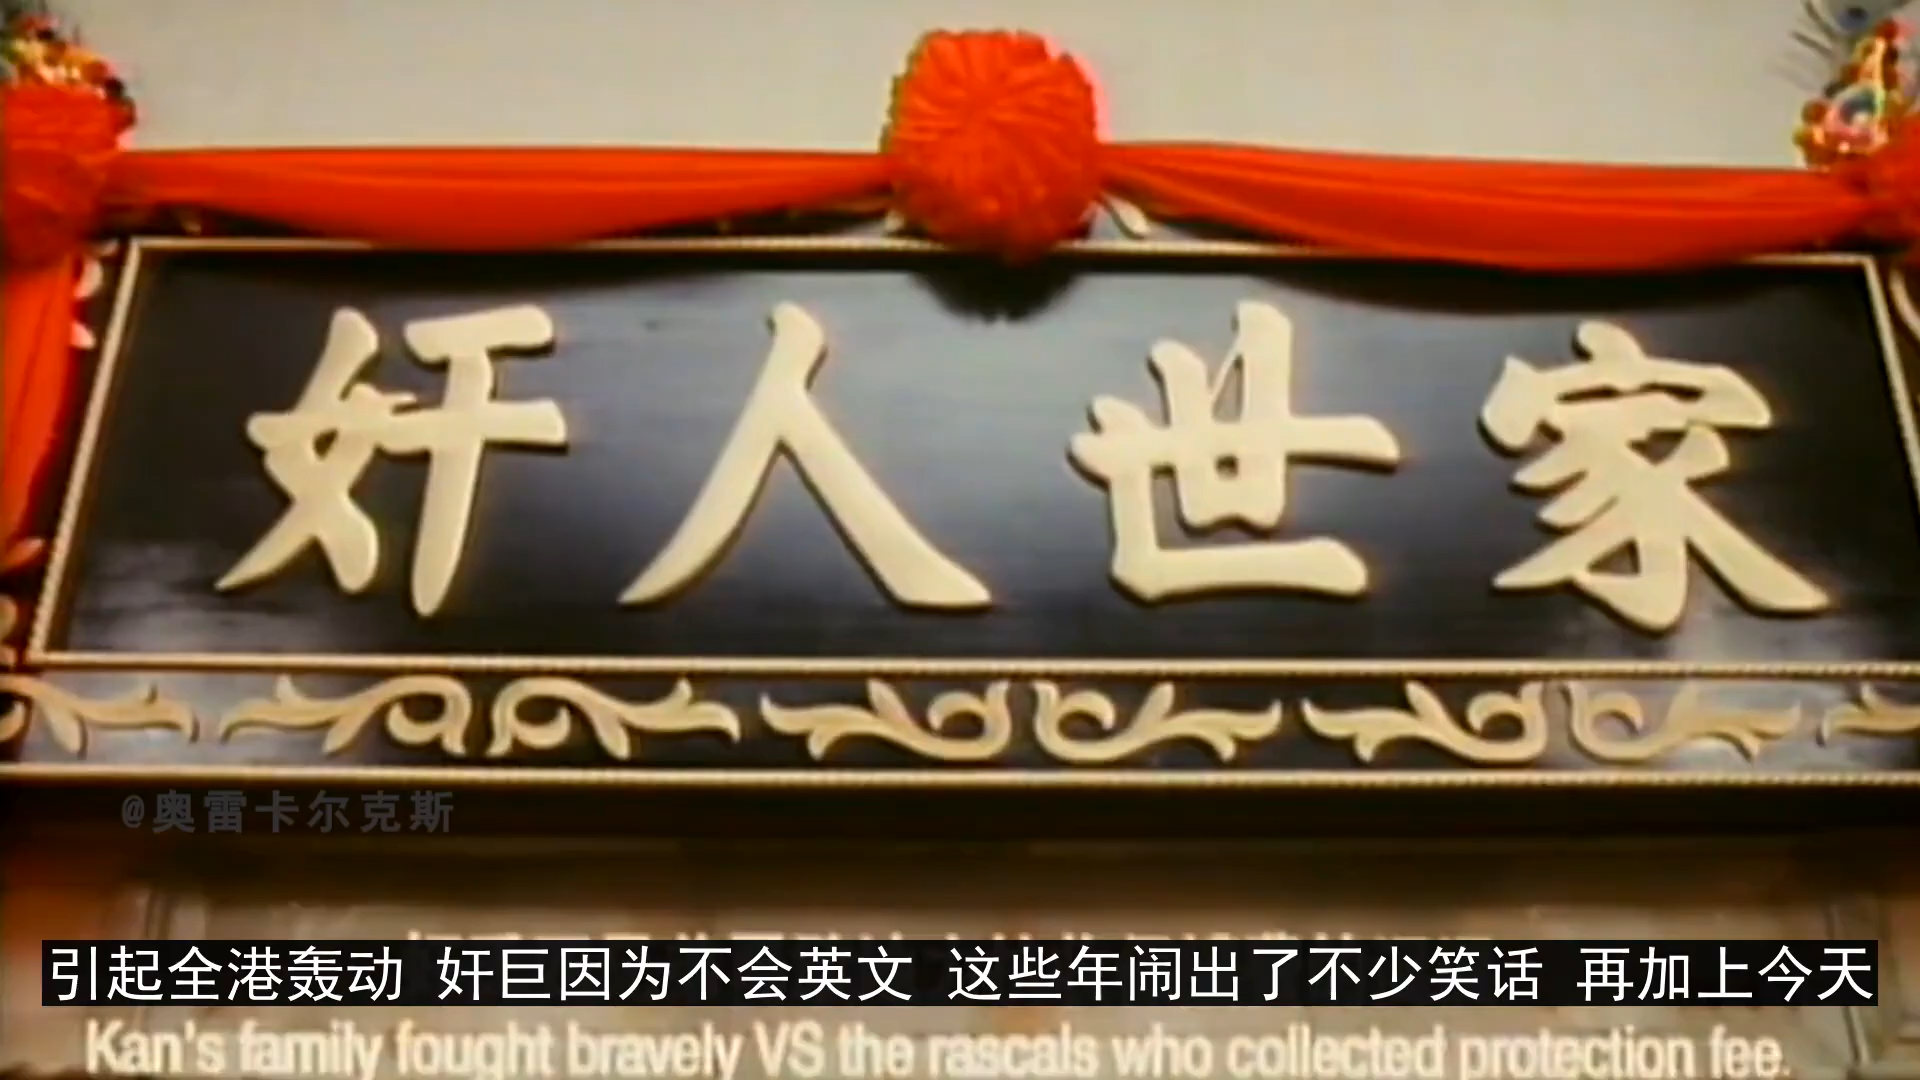 奸人世家
@奥雷卡尔克斯
引起全港轰动 奸巨因为不会英文 这些年闹出了不少笑话 再加上今天
Kan's family fought bravely VS the rascals who collected protection fee.